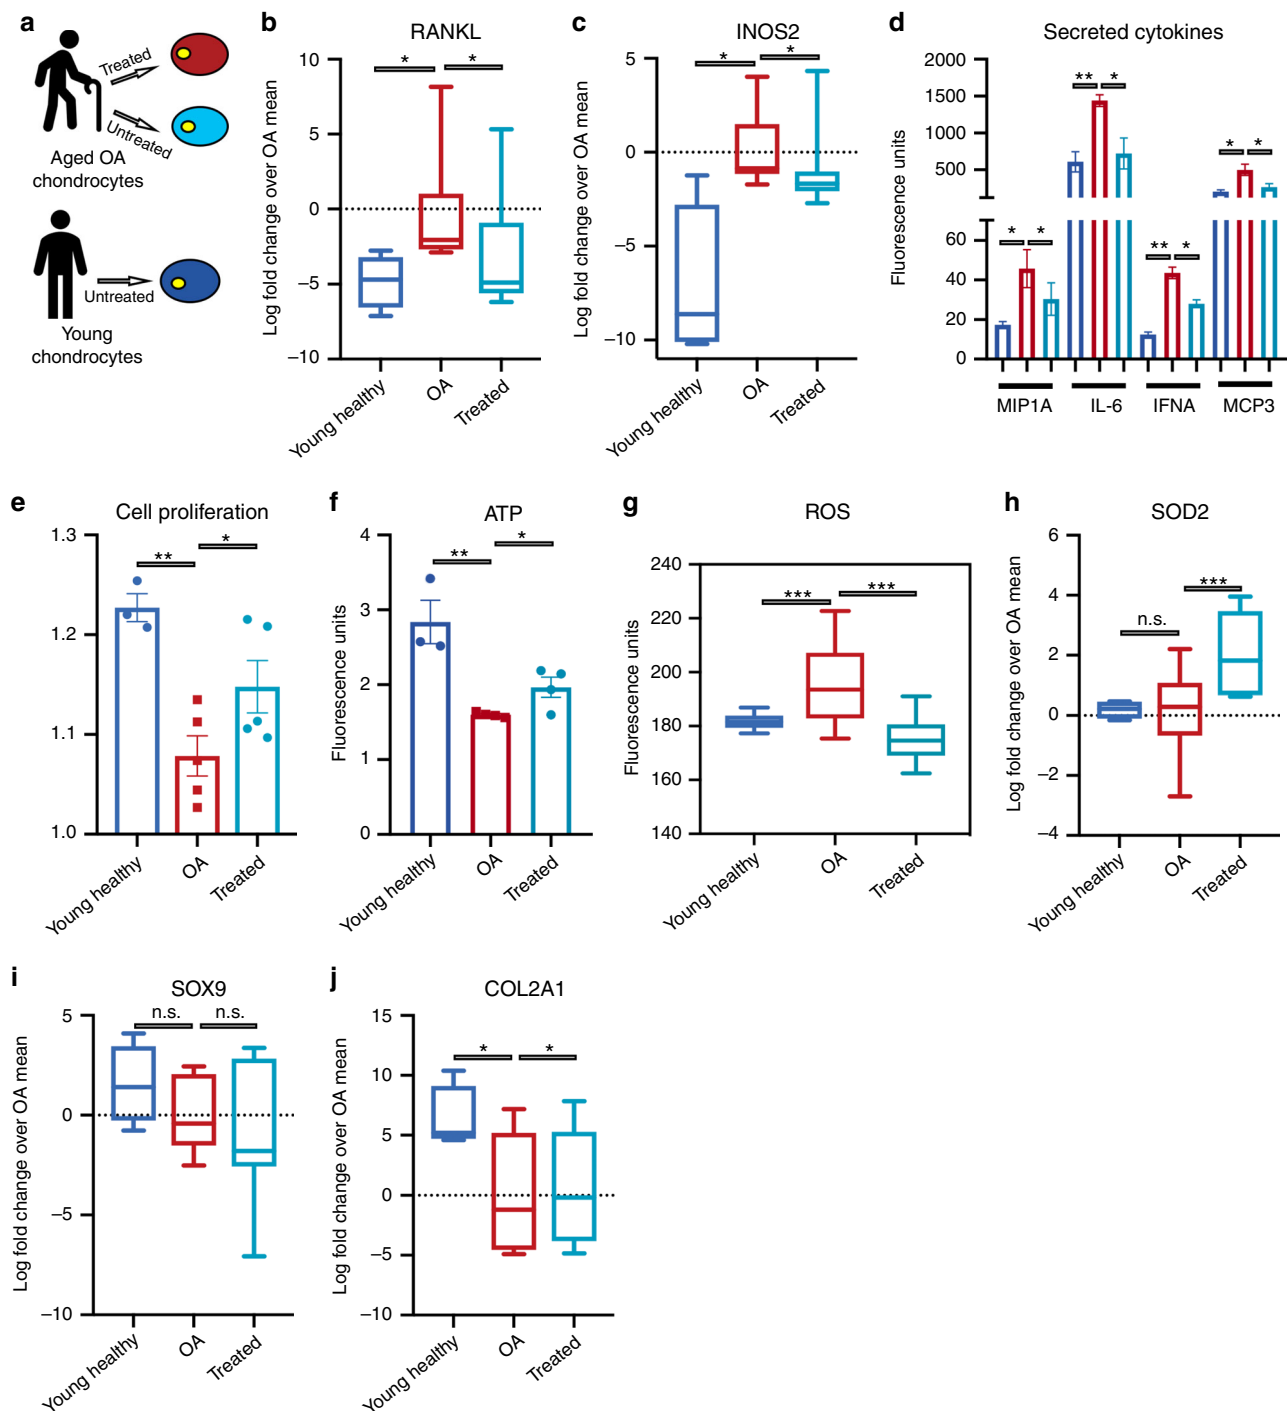 a
Treated
Untreated
Aged OA
chondrocytes
Untreated
Young
chondrocytes
b
RANKL
Log fold change over OA mean
10
5
0
−5
−10
*
*
Young healthy
OA
Treated
c
INOS2
Log fold change over OA mean
5
0
−5
−10
*
*
Young healthy
OA
Treated
d
Secreted cytokines
Fluorescence units
2000
1500
1000
500
60
40
20
0
*
*
**
*
**
*
*
*
MIP1A
IL-6
IFNA
MCP3
e
Cell proliferation
1.3
1.2
1.1
1.0
**
*
Young healthy
OA
Treated
f
ATP
Fluorescence units
4
3
2
1
0
**
*
Young healthy
OA
Treated
g
ROS
Fluorescence units
240
220
200
180
160
140
***
***
Young healthy
OA
Treated
h
SOD2
Log fold change over OA mean
6
4
2
0
−2
−4
n.s.
***
Young healthy
OA
Treated
i
SOX9
Log fold change over OA mean
5
0
−5
−10
n.s.
n.s.
Young healthy
OA
Treated
j
COL2A1
Log fold change over OA mean
15
10
5
0
−5
−10
*
*
Young healthy
OA
Treated